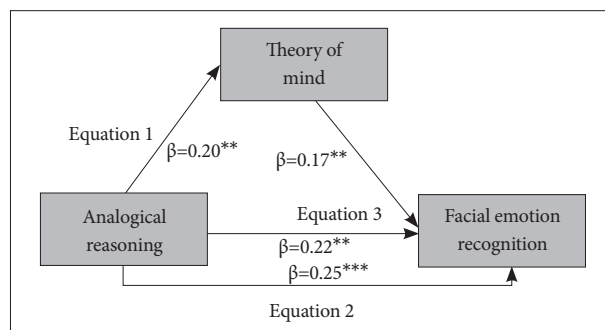 Theory of
mind
Equation 1
β=0.20**
β=0.17**
Analogical
reasoning
Equation 3
β=0.22**
β=0.25***
Facial emotion
recognition
Equation 2